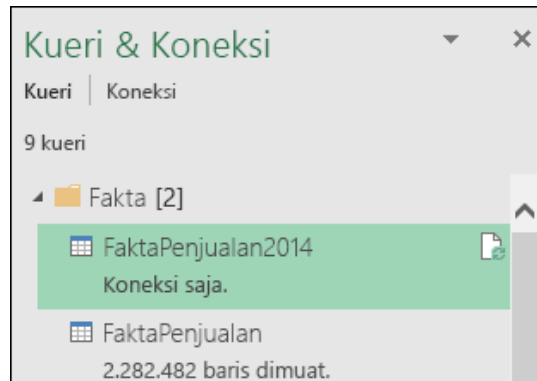 Kueri & Koneksi
Kueri | Koneksi
9 kueri
Fakta [2]
FaktaPenjualan2014
Koneksi saja.
FaktaPenjualan
2.282.482 baris dimuat.